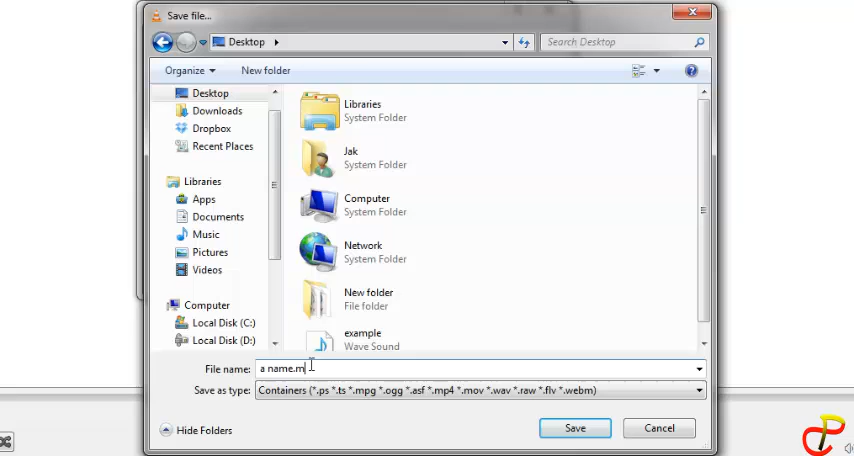 Save file...
Desktop
Search Desktop
Organize
New folder
Desktop
Downloads
Dropbox
Recent Places
Libraries
Apps
Documents
Music
Pictures
Videos
Computer
Local Disk (C:)
Local Disk (D:)
Libraries
System Folder
Jak
System Folder
Computer
System Folder
Network
System Folder
New folder
File folder
example
Wave Sound
File name: a name.m
Save as type: Containers (*.ps *.ts *.mpg *.ogg *.asf *.mp4 *.mov *.wav *.raw *.flv *.webm)
Hide Folders
Save
Cancel